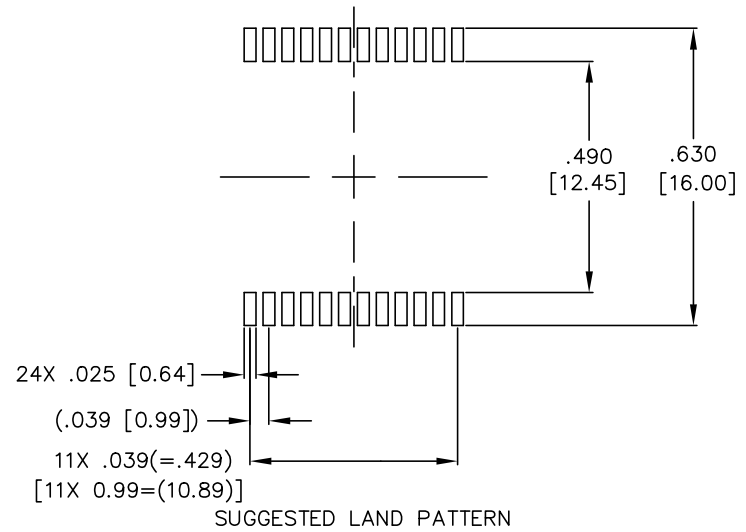 .490
[12.45]
.630
[16.00]
24X .025 [0.64]
(.039 [0.99])
11X .039(=.429)
[11X 0.99=(10.89)]
SUGGESTED LAND PATTERN